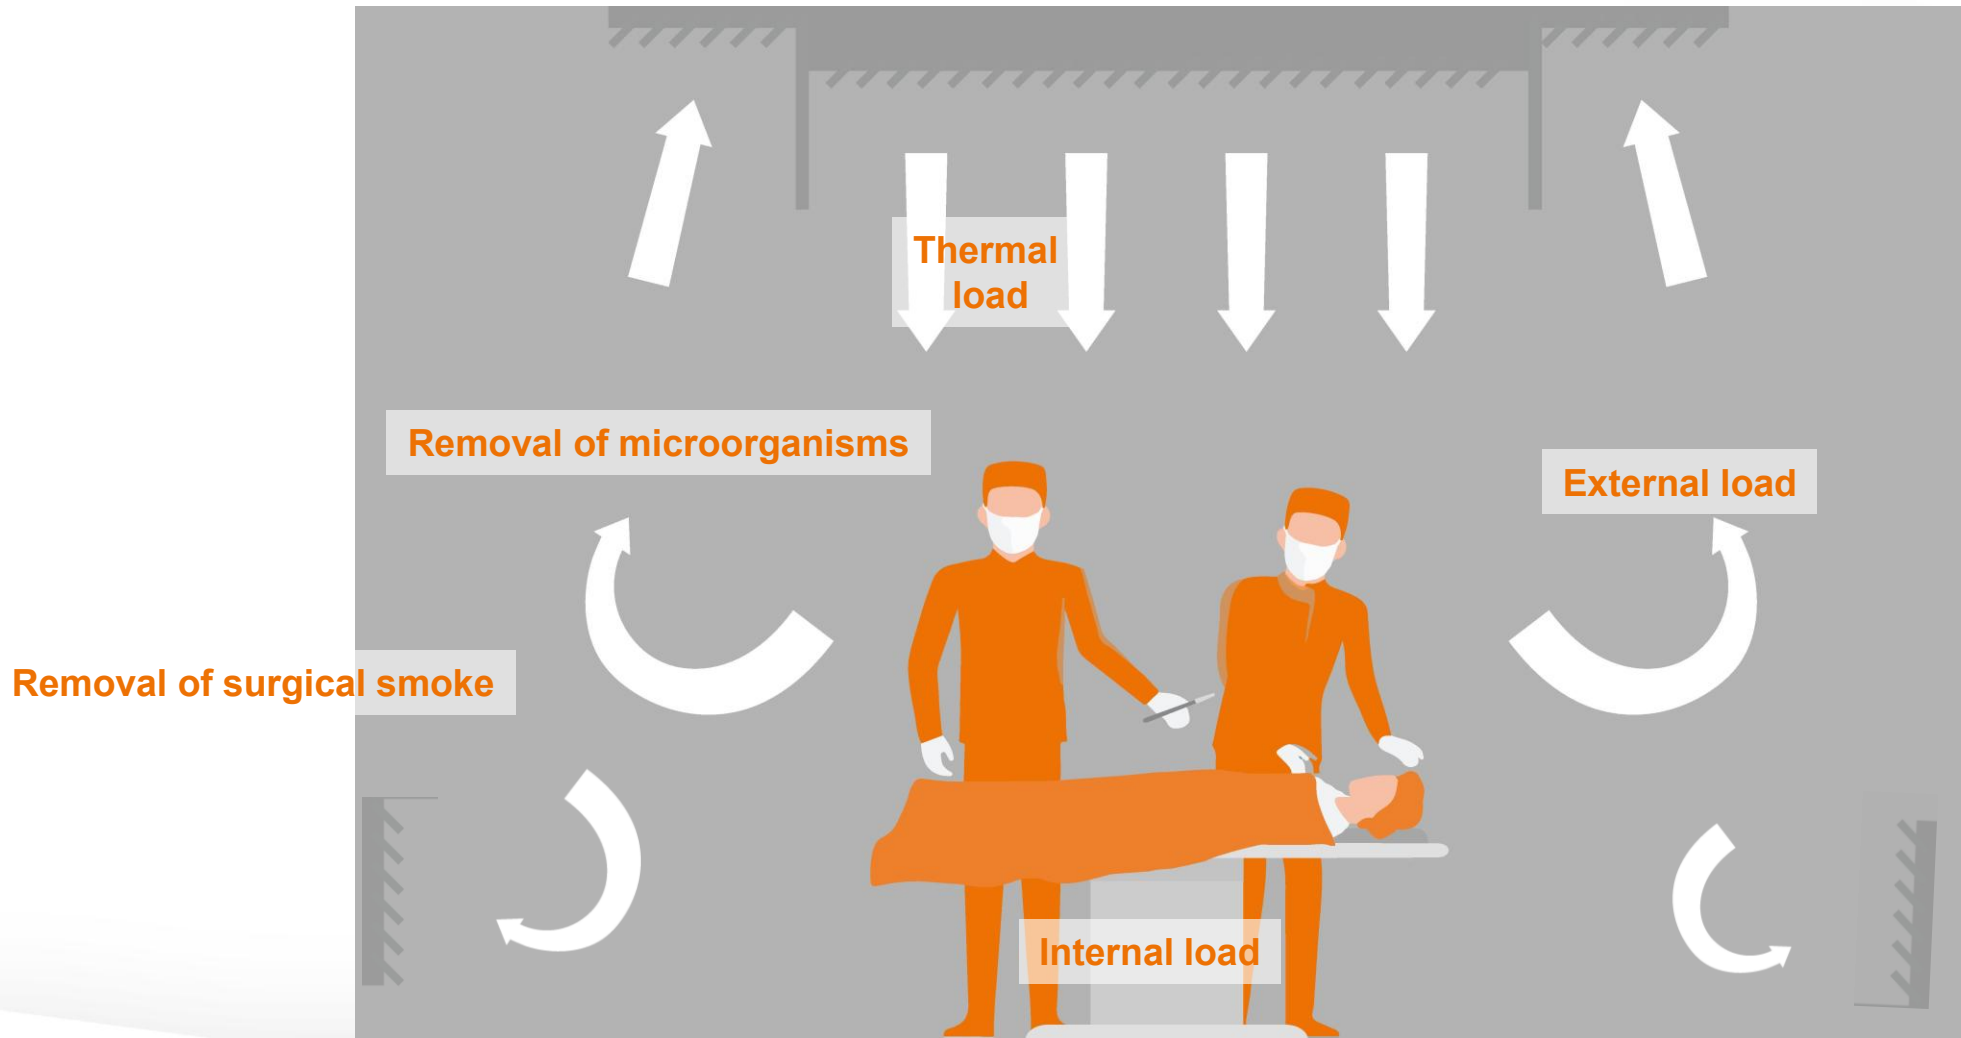 Thermal
load
Removal of microorganisms
External load
Removal of surgical smoke
Internal load